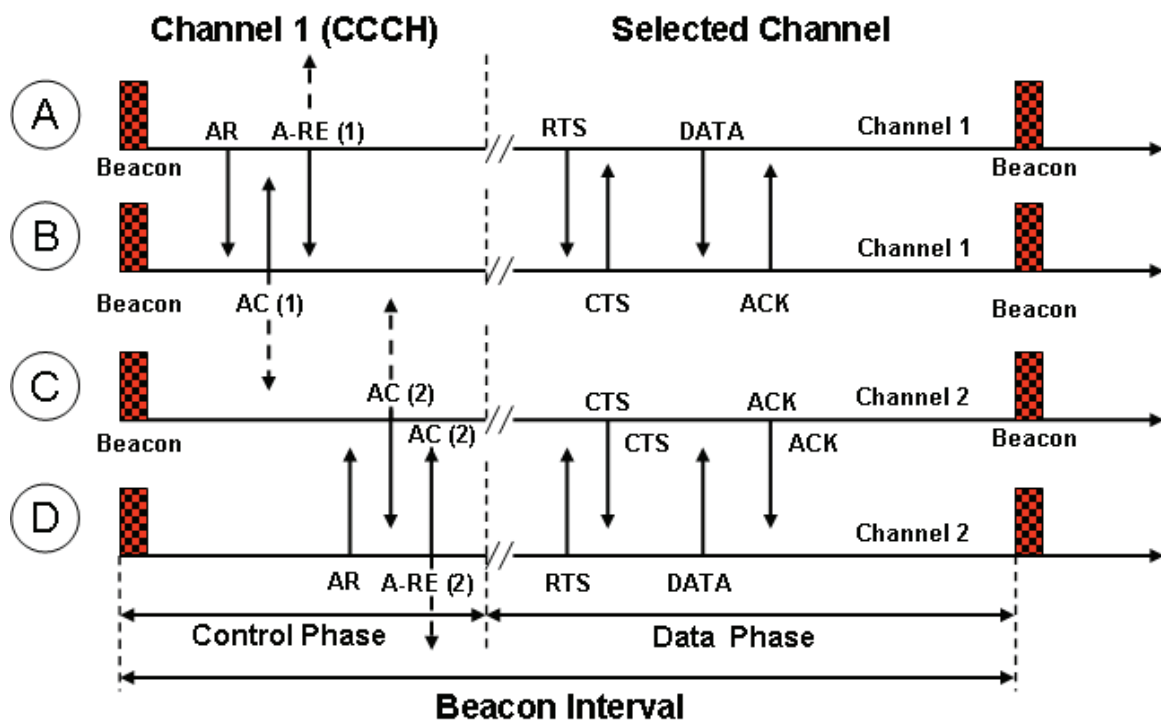 Channel 1 (CCCH) Selected Channel
A
AR A-RE (1) RTS DATA Channel 1
Beacon Beacon
B
Channel 1
Beacon AC (1) CTS ACK Beacon
C
AC (2) CTS ACK Channel 2
Beacon AC (2) CTS ACK Beacon
D
Channel 2
AR A-RE (2) RTS DATA
Control Phase Data Phase
Beacon Interval